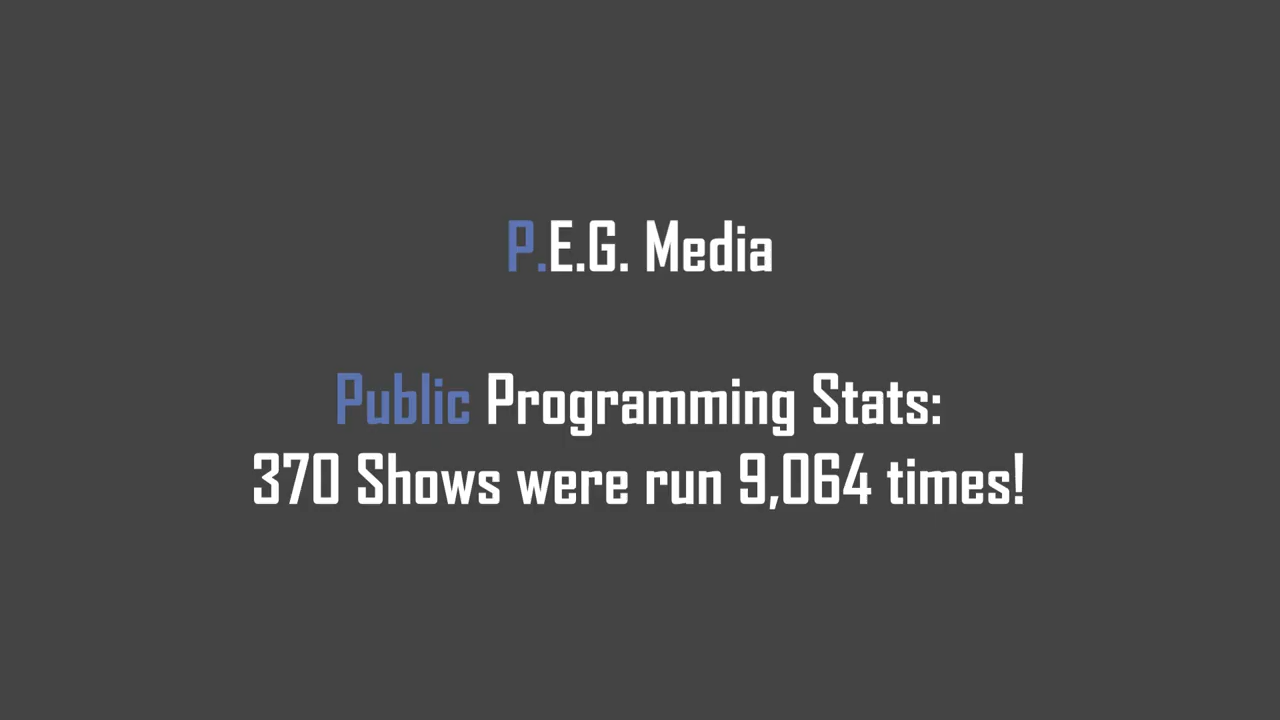 P.E.G. Media
Public Programming Stats:
370 Shows were run 9,064 times!